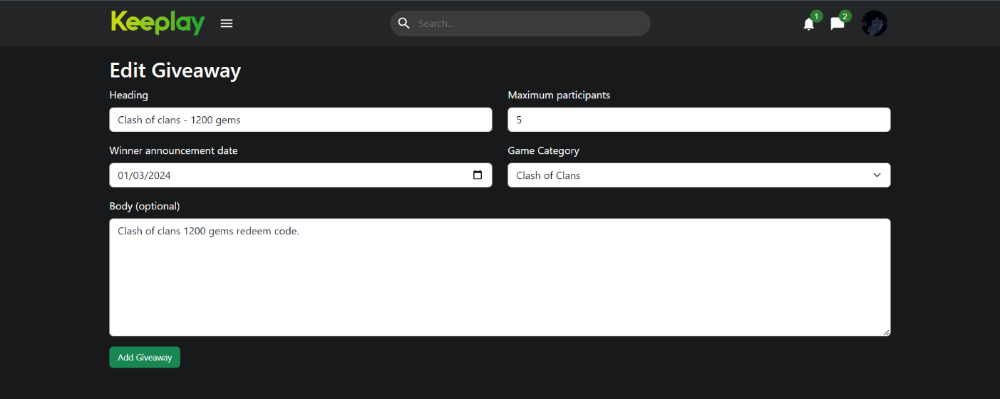 Keeplay
Search...
1
2
Edit Giveaway
Heading
Maximum participants
Clash of clans - 1200 gems
5
Winner announcement date
Game Category
01/03/2024
Clash of Clans
Body (optional)
Clash of clans 1200 gems redeem code.
Add Giveaway